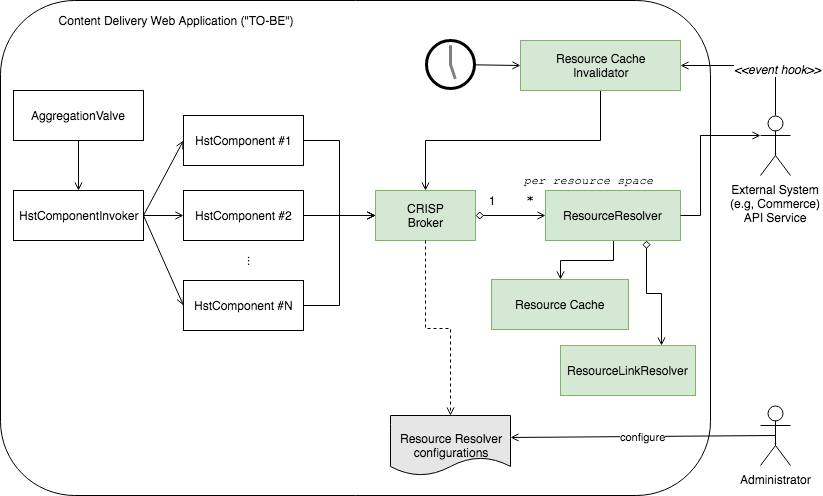 Content Delivery Web Application ("TO-BE")
Resource Cache
Invalidator
<<event hook>>
AggregationValve
HstComponent #1
HstComponentInvoker
HstComponent #2
...
HstComponent #N
CRISP
Broker
1
*
per resource space
ResourceResolver
External System
(e.g, Commerce)
API Service
Resource Cache
ResourceLinkResolver
Resource Resolver
configurations
configure
Administrator